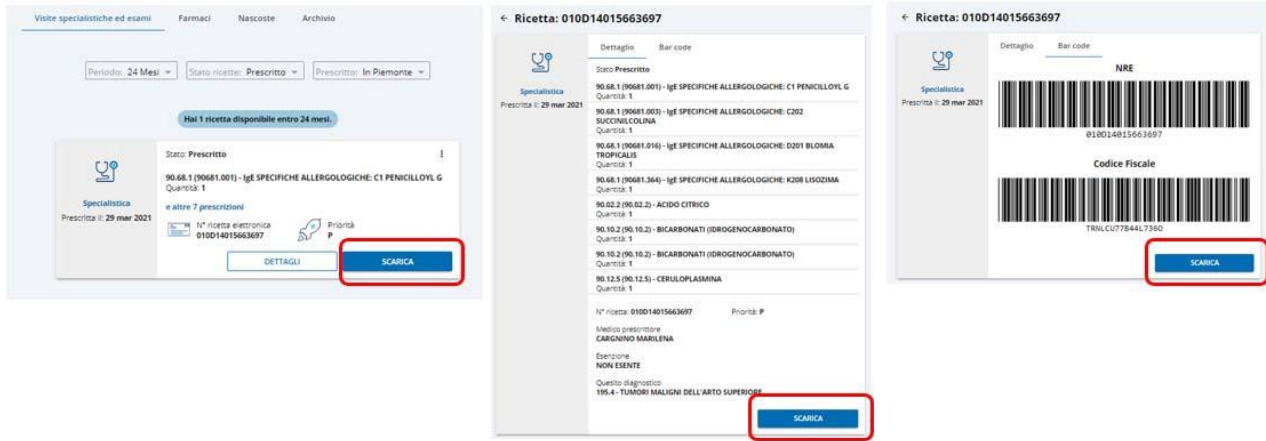 Visite specialistiche ed esami Farmaci Nascoste Archivio
Periodo: 24 Mesi Stato ricette: Prescritto Prescritto: In Piemonte
Hai 1 ricetta disponibile entro 24 mesi.
Specialistica
Prescritta il: 29 mar 2021
Stato: Prescritto
90.68.1 (90681.001) - IgE SPECIFICHE ALLERGOLOGICHE: C1 PENICILLOYL G
Quantità: 1
e altre 7 prescrizioni
N° ricetta elettronica
010D14015663697
Priorità
P
DETTAGLI SCARICA
← Ricetta: 010D14015663697
Specialistica
Prescritta il: 29 mar 2021
Dettaglio Bar code
Stato Prescritto
90.68.1 (90681.001) - IgE SPECIFICHE ALLERGOLOGICHE: C1 PENICILLOYL G
Quantità: 1
90.68.1 (90681.003) - IgE SPECIFICHE ALLERGOLOGICHE: C202
SUCCINILCOLINA
Quantità: 1
90.68.1 (90681.016) - IgE SPECIFICHE ALLERGOLOGICHE: D201 BLOMIA
TROPICALIS
Quantità: 1
90.68.1 (90681.364) - IgE SPECIFICHE ALLERGOLOGICHE: K208 LISOZIMA
Quantità: 1
90.02.2 (90.02.2) - ACIDO CITRICO
Quantità: 1
90.10.2 (90.10.2) - BICARBONATI (IDROGENOCARBONATO)
Quantità: 1
90.10.2 (90.10.2) - BICARBONATI (IDROGENOCARBONATO)
Quantità: 1
90.12.5 (90.12.5) - CERULOPLASMINA
Quantità: 1
N° ricetta: 010D14015663697 Priorità: P
Medico prescrittore
CARGNINO MARILENA
Esenzione
NON ESENTE
Quesito diagnostico
195.4 - TUMORI MALIGNI DELL'ARTO SUPERIORE
SCARICA
← Ricetta: 010D14015663697
Specialistica
Prescritta il: 29 mar 2021
Dettaglio Bar code
NRE
010D14015663697
Codice Fiscale
TRNLCU77B44L736O
SCARICA